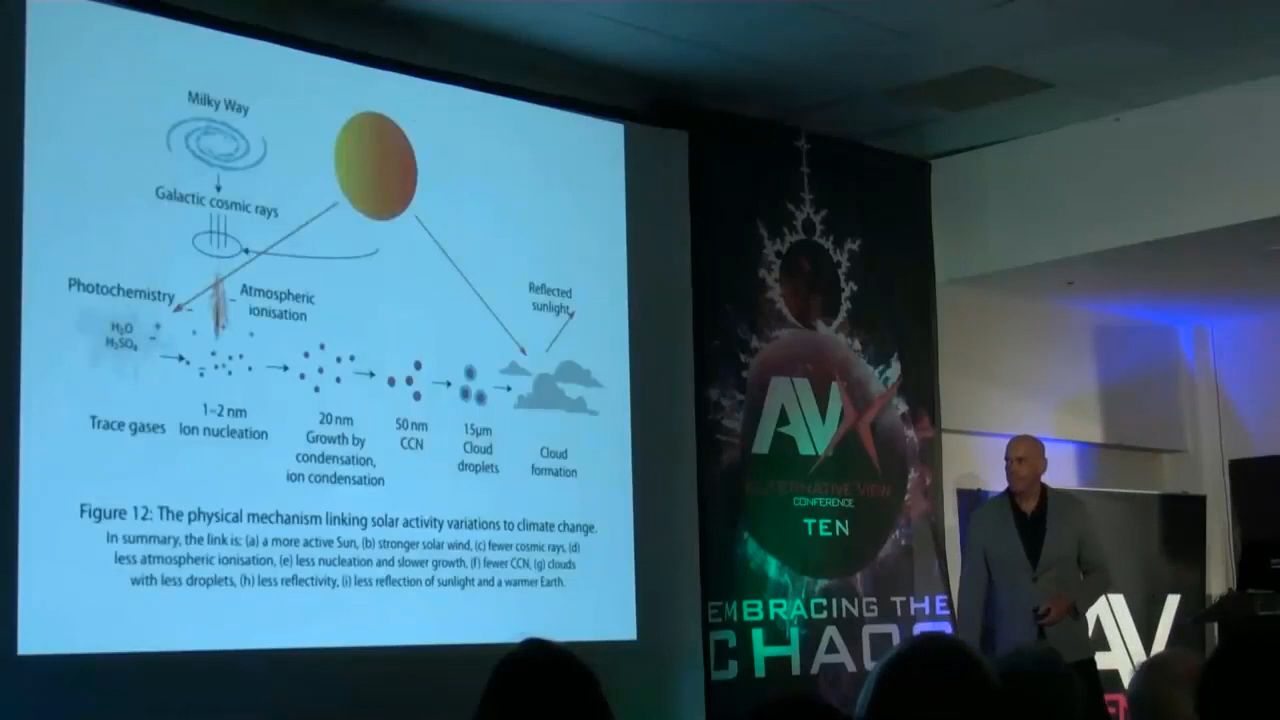 Milky Way
Galactic cosmic rays
Photochemistry
Atmospheric
ionisation
Reflected
sunlight
H₂O
H₂SO₄
Trace gases
1–2 nm
Ion nucleation
20 nm
Growth by
condensation,
ion condensation
50 nm
CCN
15µm
Cloud
droplets
Cloud
formation
Figure 12: The physical mechanism linking solar activity variations to climate change.
In summary, the link is: (a) a more active Sun, (b) stronger solar wind, (c) fewer cosmic rays, (d)
less atmospheric ionisation, (e) less nucleation and slower growth, (f) fewer CCN, (g) clouds
with less droplets, (h) less reflectivity, (i) less reflection of sunlight and a warmer Earth.
AVX
ALTERNATIVE VIEW
CONFERENCE
TEN
EMBRACING THE
CHAO
AV